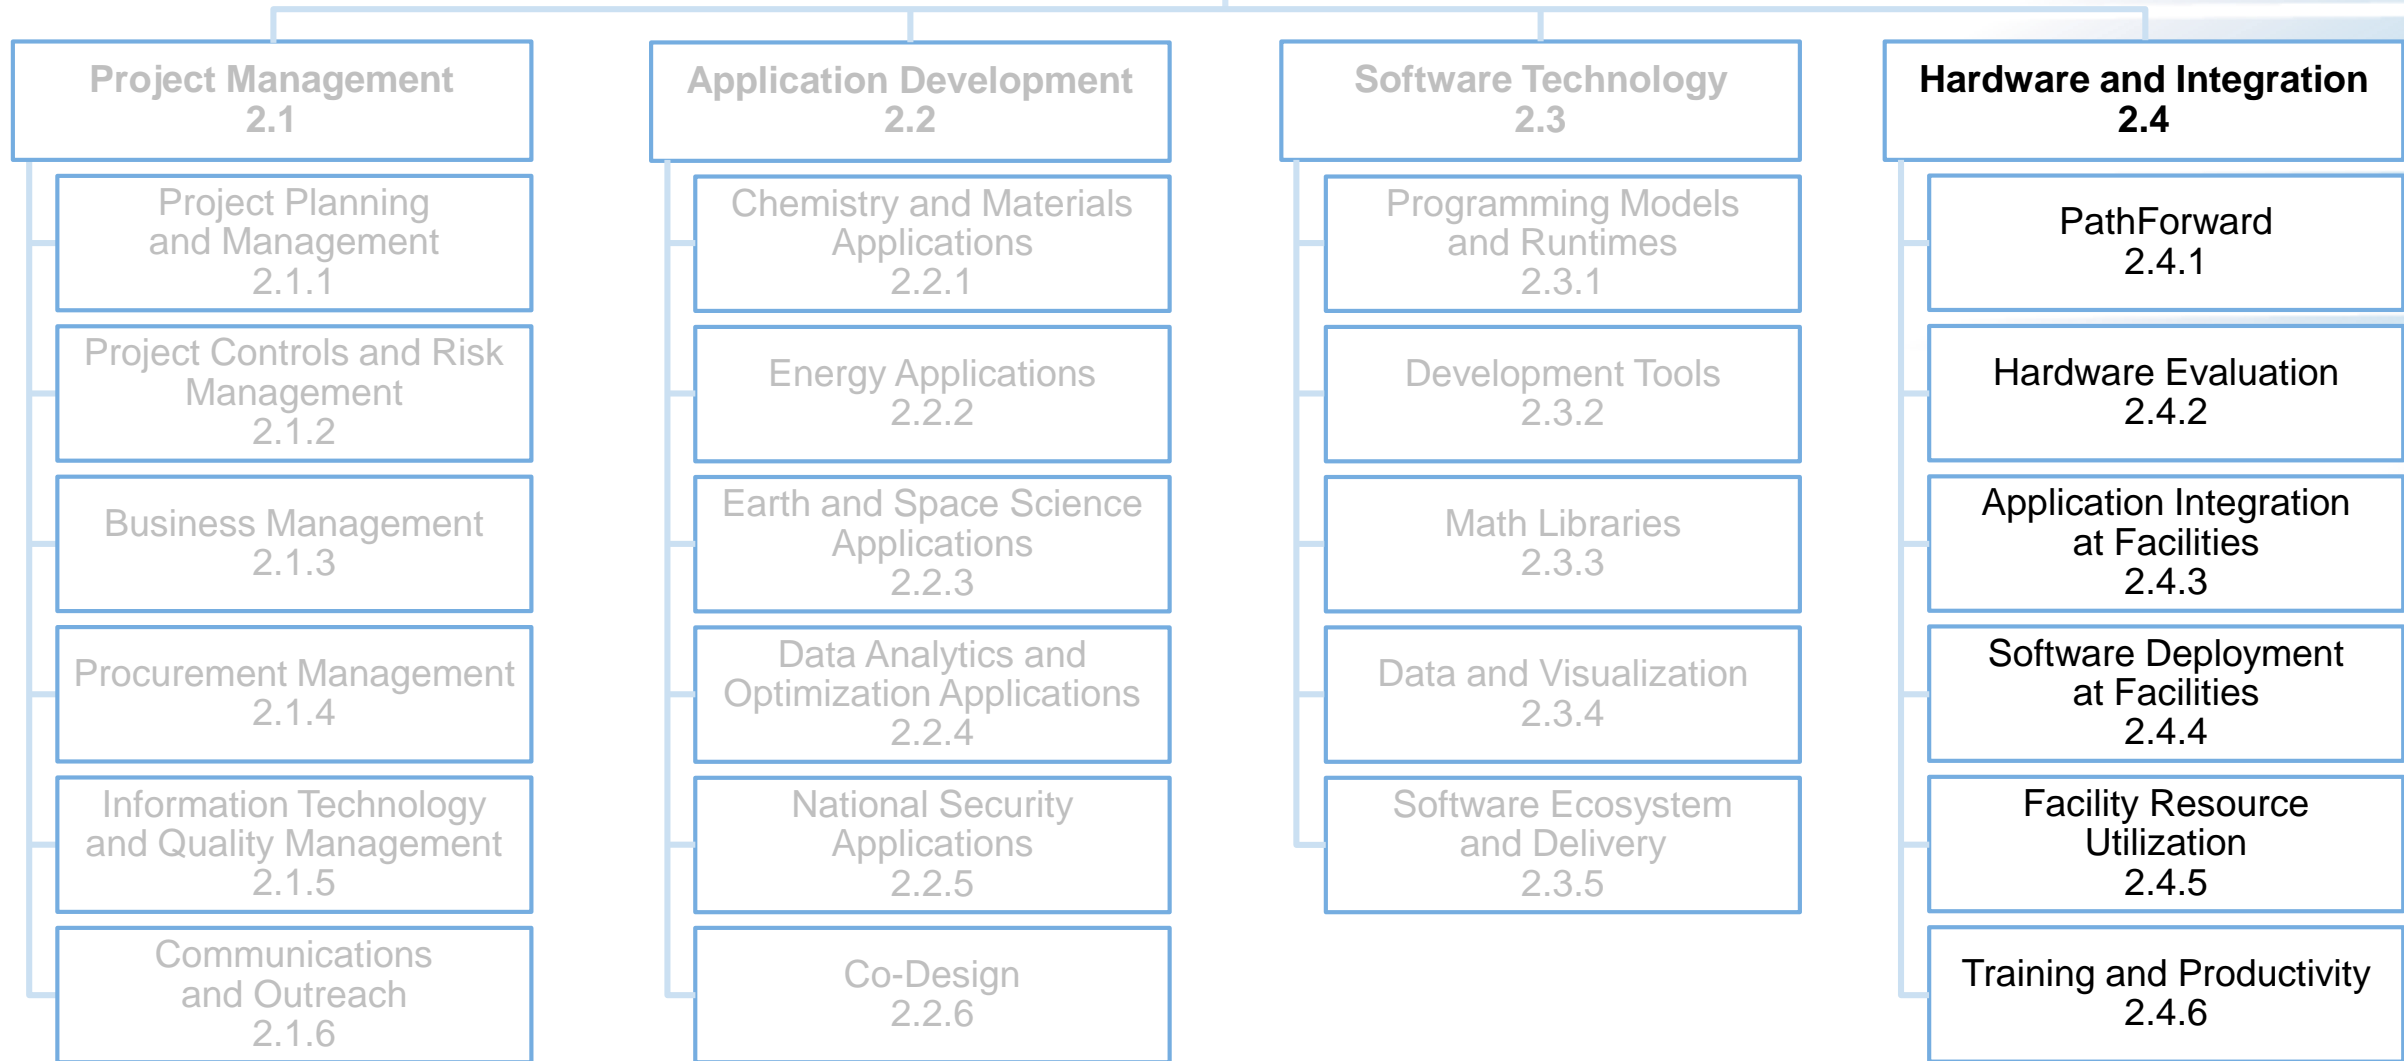 Project Management
2.1
Project Planning
and Management
2.1.1
Project Controls and Risk
Management
2.1.2
Business Management
2.1.3
Procurement Management
2.1.4
Information Technology
and Quality Management
2.1.5
Communications
and Outreach
2.1.6
Application Development
2.2
Chemistry and Materials
Applications
2.2.1
Energy Applications
2.2.2
Earth and Space Science
Applications
2.2.3
Data Analytics and
Optimization Applications
2.2.4
National Security
Applications
2.2.5
Co-Design
2.2.6
Software Technology
2.3
Programming Models
and Runtimes
2.3.1
Development Tools
2.3.2
Math Libraries
2.3.3
Data and Visualization
2.3.4
Software Ecosystem
and Delivery
2.3.5
Hardware and Integration
2.4
PathForward
2.4.1
Hardware Evaluation
2.4.2
Application Integration
at Facilities
2.4.3
Software Deployment
at Facilities
2.4.4
Facility Resource
Utilization
2.4.5
Training and Productivity
2.4.6